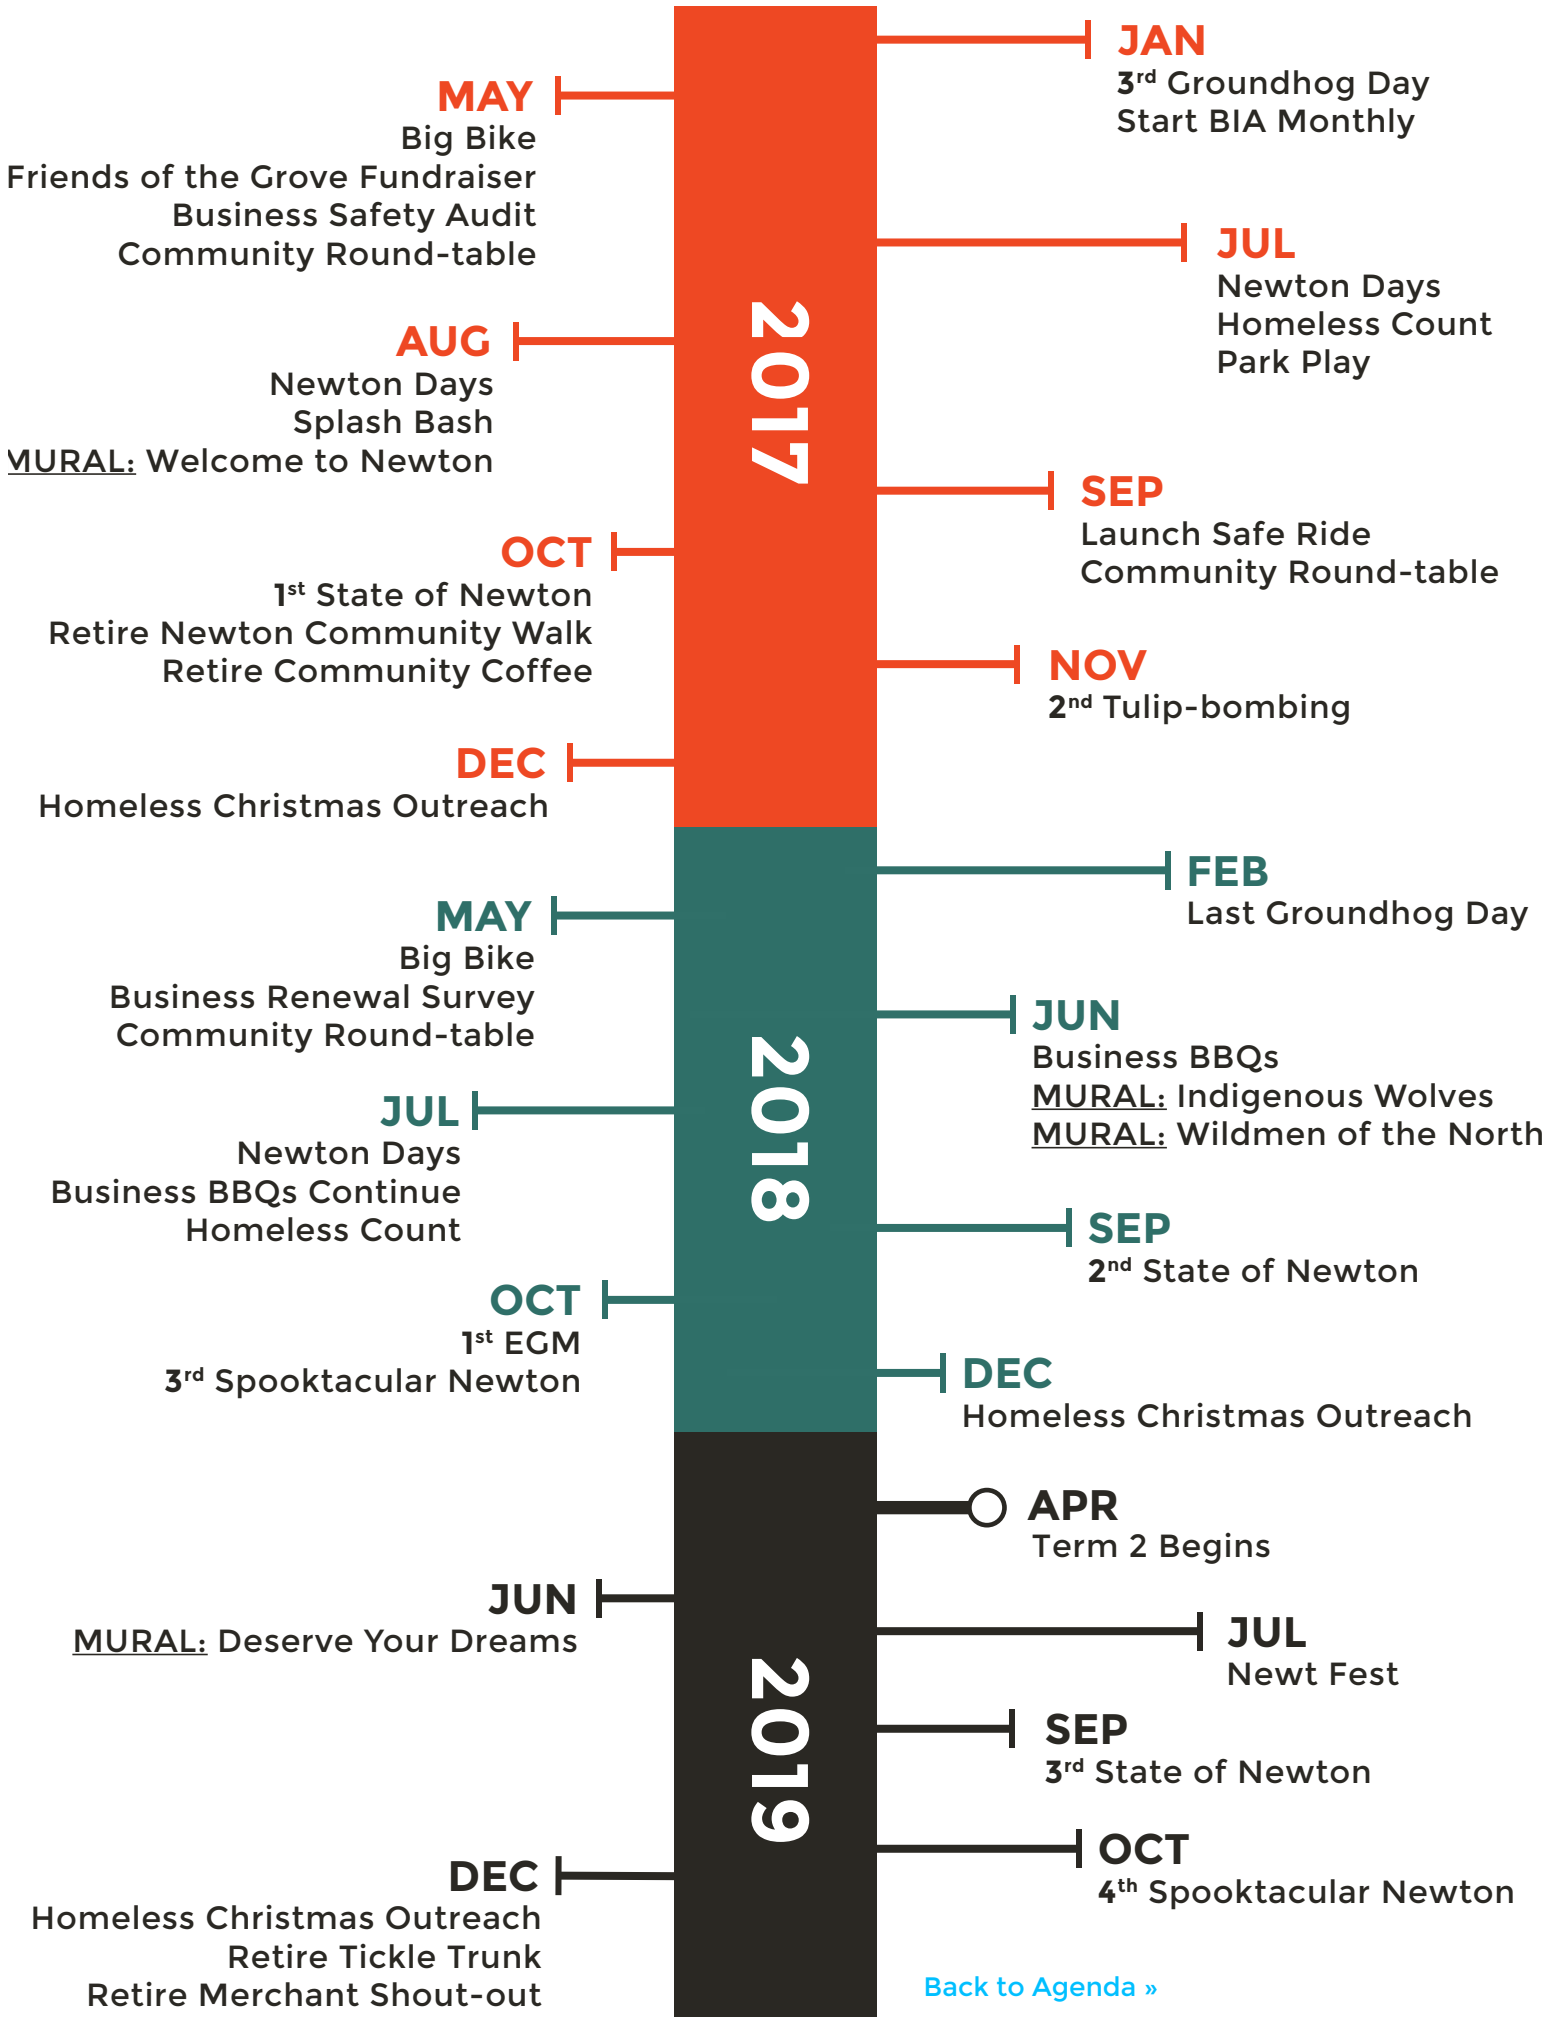 JAN
3rd Groundhog Day
Start BIA Monthly
MAY
Big Bike
Friends of the Grove Fundraiser
Business Safety Audit
Community Round-table
JUL
Newton Days
Homeless Count
Park Play
2017
AUG
Newton Days
Splash Bash
MURAL: Welcome to Newton
SEP
Launch Safe Ride
Community Round-table
OCT
1st State of Newton
Retire Newton Community Walk
Retire Community Coffee
NOV
2nd Tulip-bombing
DEC
Homeless Christmas Outreach
FEB
Last Groundhog Day
MAY
Big Bike
Business Renewal Survey
Community Round-table
JUN
Business BBQs
MURAL: Indigenous Wolves
MURAL: Wildmen of the North
2018
JUL
Newton Days
Business BBQs Continue
Homeless Count
SEP
2nd State of Newton
OCT
1st EGM
3rd Spooktacular Newton
DEC
Homeless Christmas Outreach
APR
Term 2 Begins
JUN
MURAL: Deserve Your Dreams
JUL
Newt Fest
2019
SEP
3rd State of Newton
OCT
4th Spooktacular Newton
DEC
Homeless Christmas Outreach
Retire Tickle Trunk
Retire Merchant Shout-out
Back to Agenda »